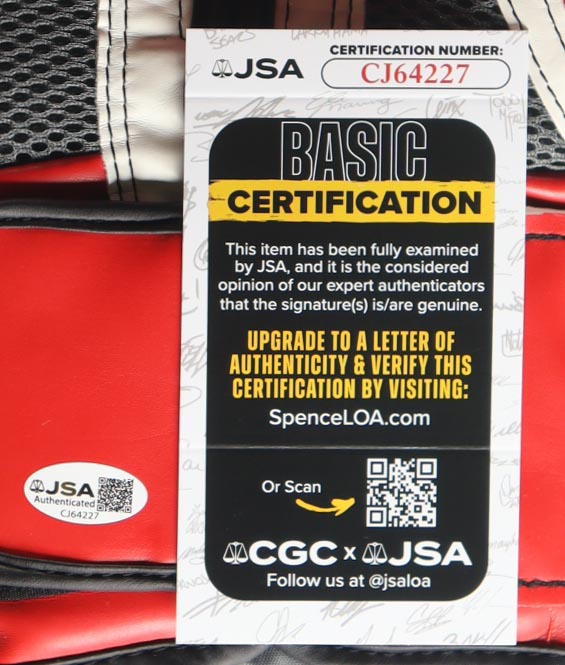 JSA
CERTIFICATION NUMBER:
CJ64227
BASIC
CERTIFICATION
This item has been fully examined
by JSA, and it is the considered
opinion of our expert authenticators
that the signature(s) is/are genuine.
UPGRADE TO A LETTER OF
AUTHENTICITY & VERIFY THIS
CERTIFICATION BY VISITING:
SpenceLOA.com
Or Scan
CGC x JSA
Follow us at @jsaloa
JSA
Authenticated
CJ64227